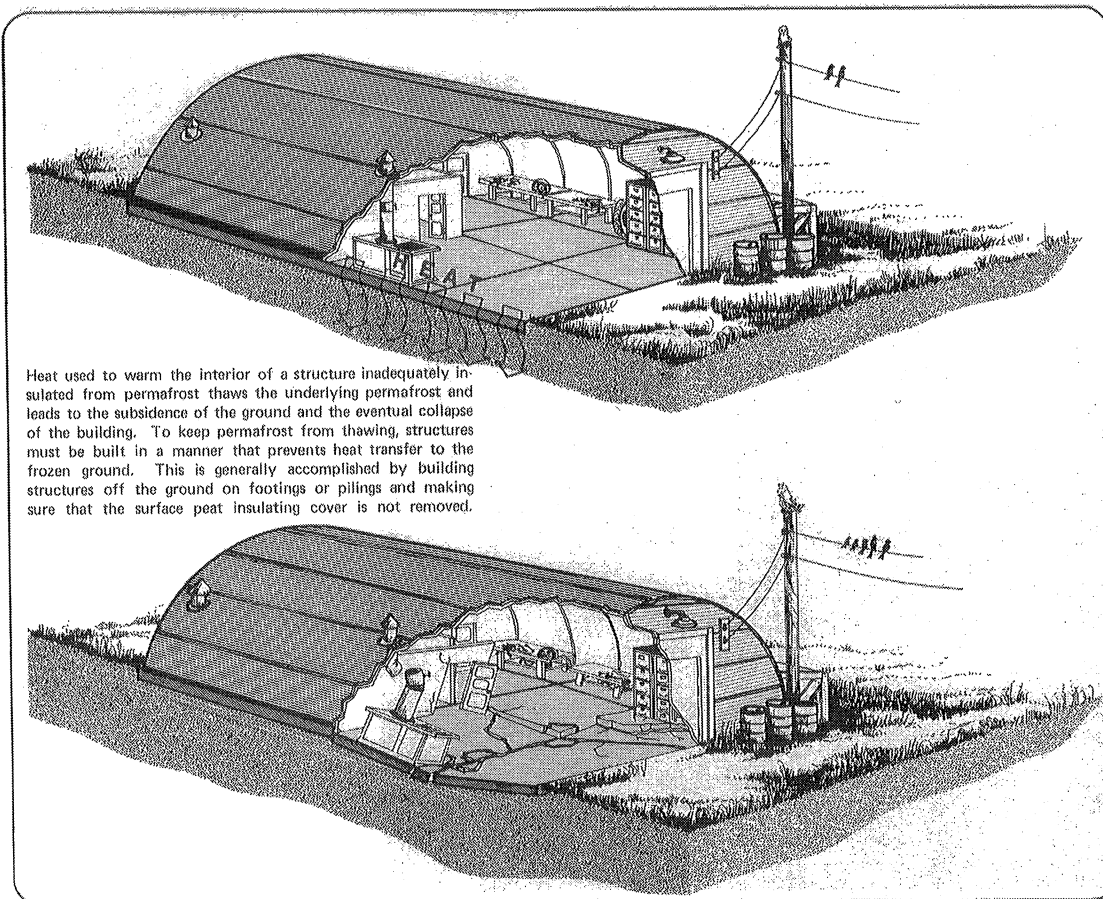 HEAT
Heat used to warm the interior of a structure inadequately in-
sulated from permafrost thaws the underlying permafrost and
leads to the subsidence of the ground and the eventual collapse
of the building. To keep permafrost from thawing, structures
must be built in a manner that prevents heat transfer to the
frozen ground. This is generally accomplished by building
structures off the ground on footings or pilings and making
sure that the surface peat insulating cover is not removed.